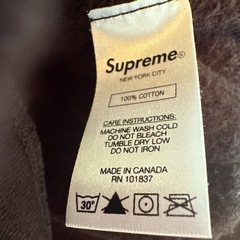 Supreme®
NEW YORK CITY
100% COTTON
CARE INSTRUCTIONS:
MACHINE WASH COLD
DO NOT BLEACH
TUMBLE DRY LOW
DO NOT IRON
MADE IN CANADA
RN 101837
30°